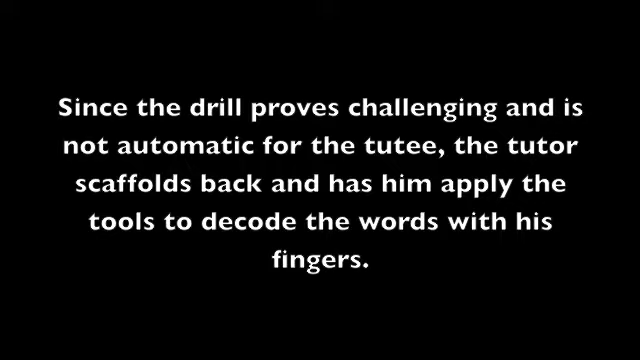 Since the drill proves challenging and is
not automatic for the tutee, the tutor
scaffolds back and has him apply the
tools to decode the words with his
fingers.